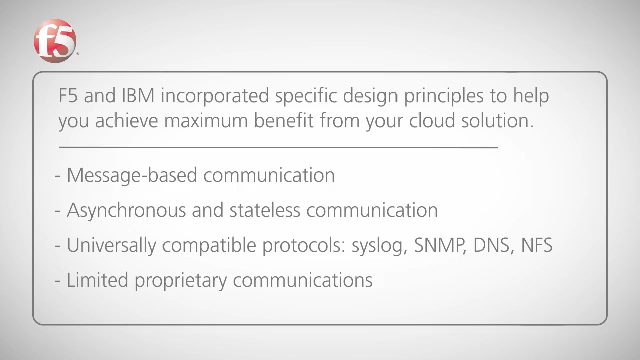 f5
F5 and IBM incorporated specific design principles to help
you achieve maximum benefit from your cloud solution.
- Message-based communication
- Asynchronous and stateless communication
- Universally compatible protocols: syslog, SNMP, DNS, NFS
- Limited proprietary communications